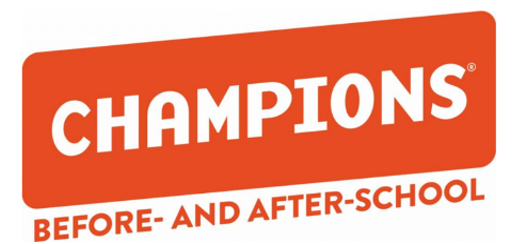 CHAMPIONS®
BEFORE- AND AFTER-SCHOOL